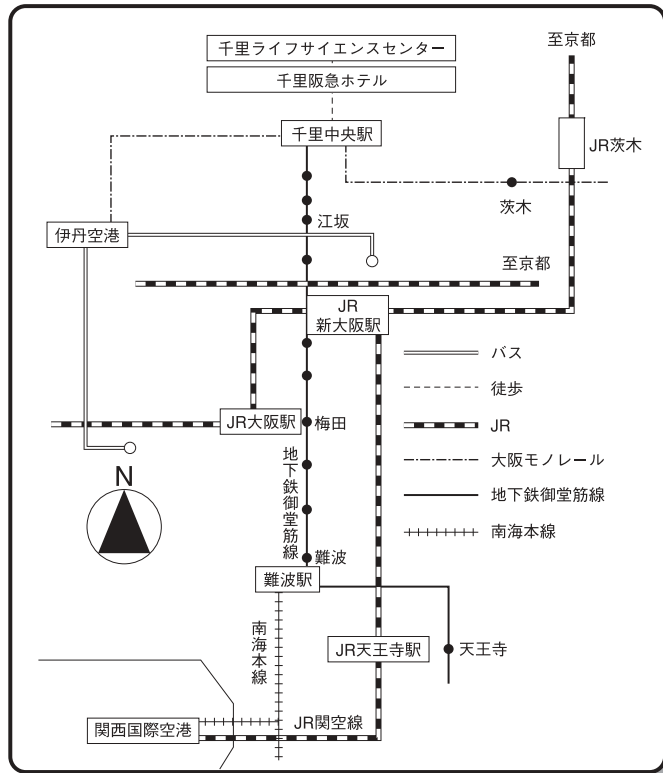 千里ライフサイエンスセンター
千里阪急ホテル
至京都
千里中央駅
JR茨木
茨木
江坂
伊丹空港
至京都
JR
新大阪駅
バス
徒歩
JR
JR大阪駅
梅田
大阪モノレール
地下鉄御堂筋線
地下鉄御堂筋線
南海本線
N
難波
難波駅
南海本線
JR天王寺駅
天王寺
関西国際空港
JR関空線